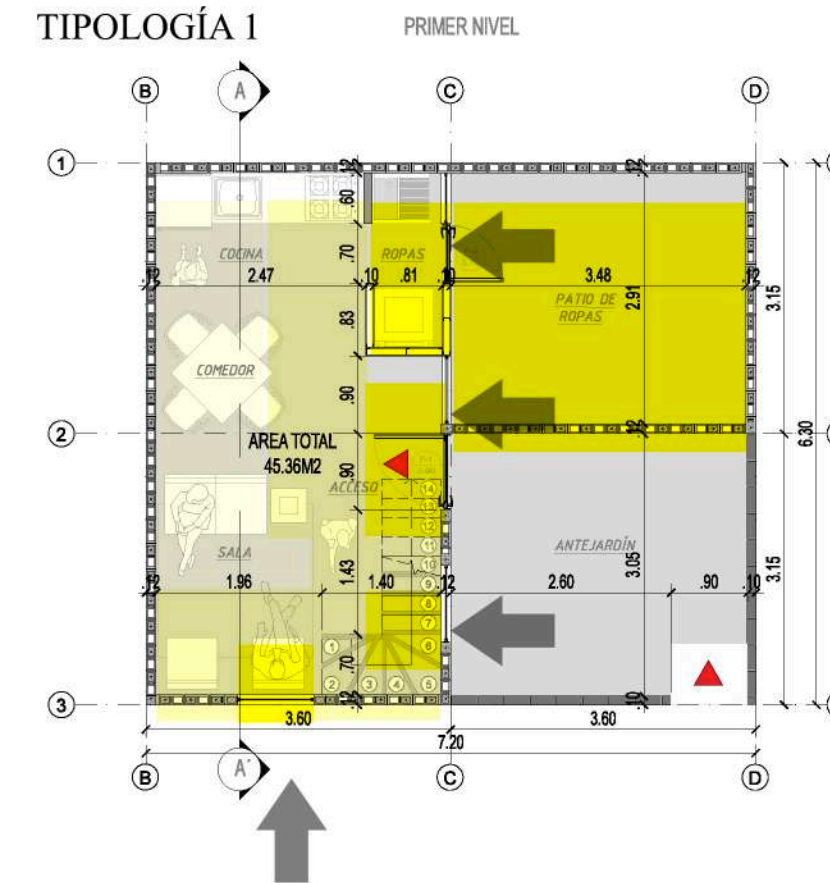 TIPOLOGÍA 1
PRIMER NIVEL
B
A
C
D
1
.12
.12
.60
COCINA
ROPAS
.70
.12
2.47
.10
.81
.10
3.48
.12
PATIO DE
ROPAS
2.91
3.15
.83
COMEDOR
.90
2
.12
6.30
AREA TOTAL
45.36M2
.90
ACCESO
14
13
12
11
10
9
8
7
6
SALA
ANTEJARDÍN
3.05
3.15
.12
1.96
1.43
1.40
.12
2.60
.90
.10
1
.70
2
3
4
5
3
.12
.10
3.60
3.60
7.20
B
A'
C
D